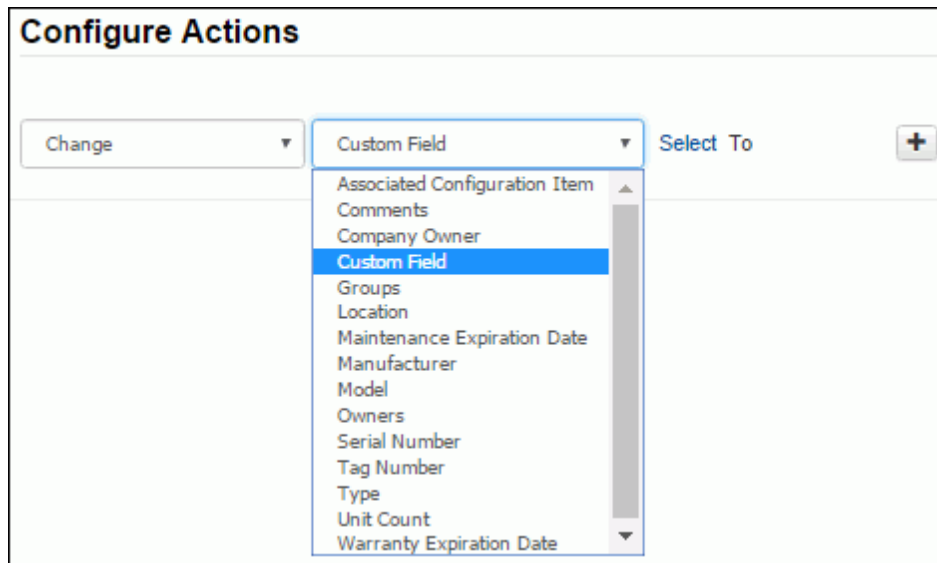 Configure Actions
Change Custom Field Select To
Associated Configuration Item
Comments
Company Owner
Custom Field
Groups
Location
Maintenance Expiration Date
Manufacturer
Model
Owners
Serial Number
Tag Number
Type
Unit Count
Warranty Expiration Date